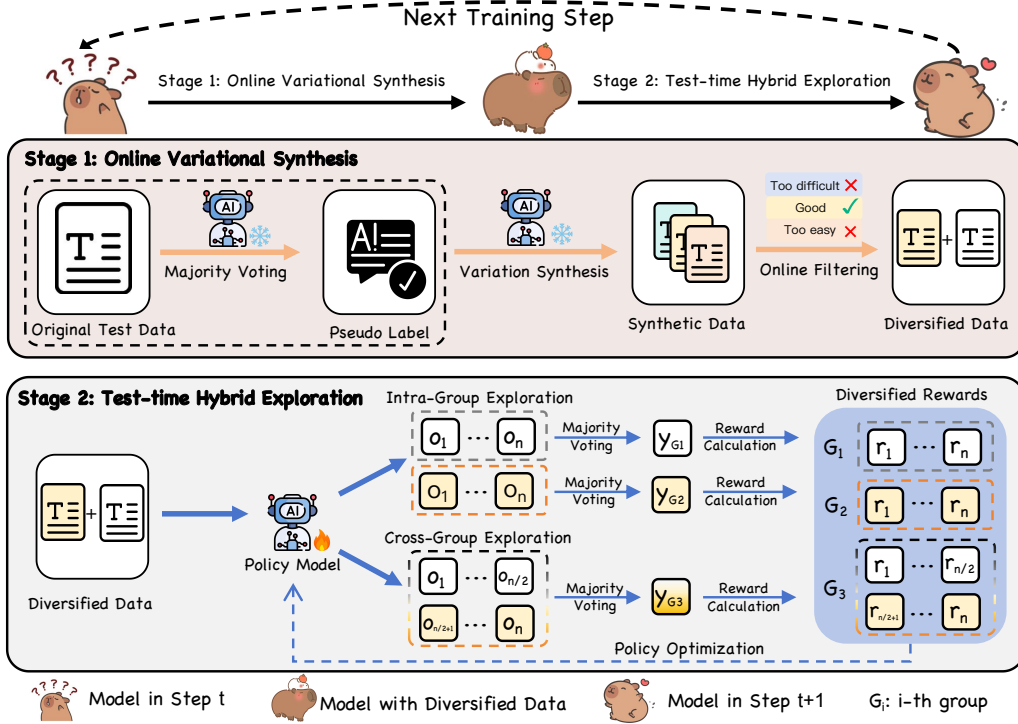 Next Training Step
? ? ? ? ? ?
Stage 1: Online Variational Synthesis
Stage 2: Test-time Hybrid Exploration
Stage 1: Online Variational Synthesis
T
AI
Majority Voting
AI!
AI
Variation Synthesis
T
Too difficult
Good
Too easy
Online Filtering
T + T
Original Test Data
Pseudo Label
Synthetic Data
Diversified Data
Stage 2: Test-time Hybrid Exploration
Intra-Group Exploration
Diversified Rewards
o1 ... on
Majority Voting
yG1
Reward Calculation
G1
r1 ... rn
O1 ... On
Majority Voting
yG2
Reward Calculation
G2
r1 ... rn
T + T
AI
Policy Model
Diversified Data
Cross-Group Exploration
o1 ... on/2
on/2+1 ... on
Majority Voting
yG3
Reward Calculation
G3
r1 ... rn/2
rn/2+1 ... rn
Policy Optimization
? ? ? ? ? ?
Model in Step t
Model with Diversified Data
Model in Step t+1
Gi: i-th group